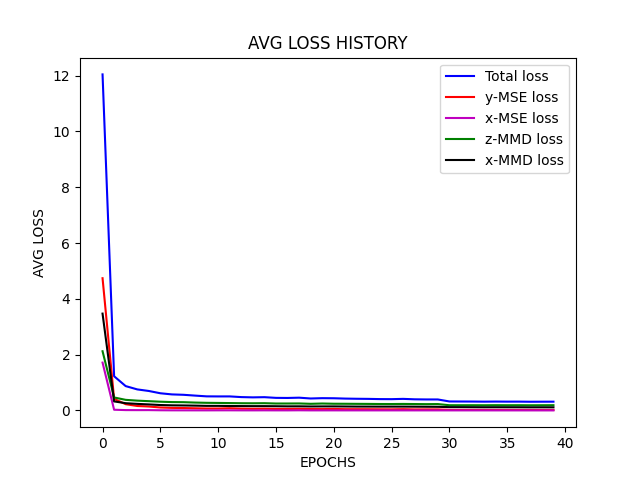 AVG LOSS HISTORY
Total loss
y-MSE loss
x-MSE loss
z-MMD loss
x-MMD loss
AVG LOSS
12
10
8
6
4
2
0
0 5 10 15 20 25 30 35 40
EPOCHS